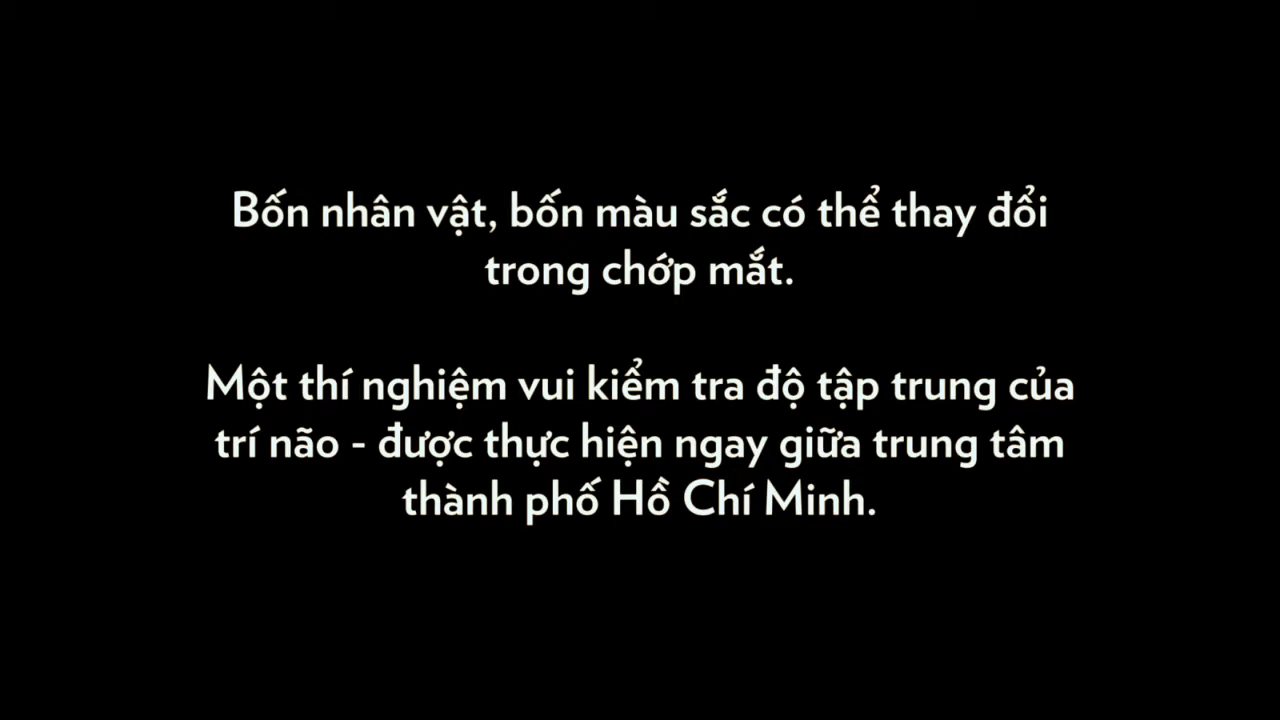 Bốn nhân vật, bốn màu sắc có thể thay đổi
trong chớp mắt.
Một thí nghiệm vui kiểm tra độ tập trung của
trí não - được thực hiện ngay giữa trung tâm
thành phố Hồ Chí Minh.